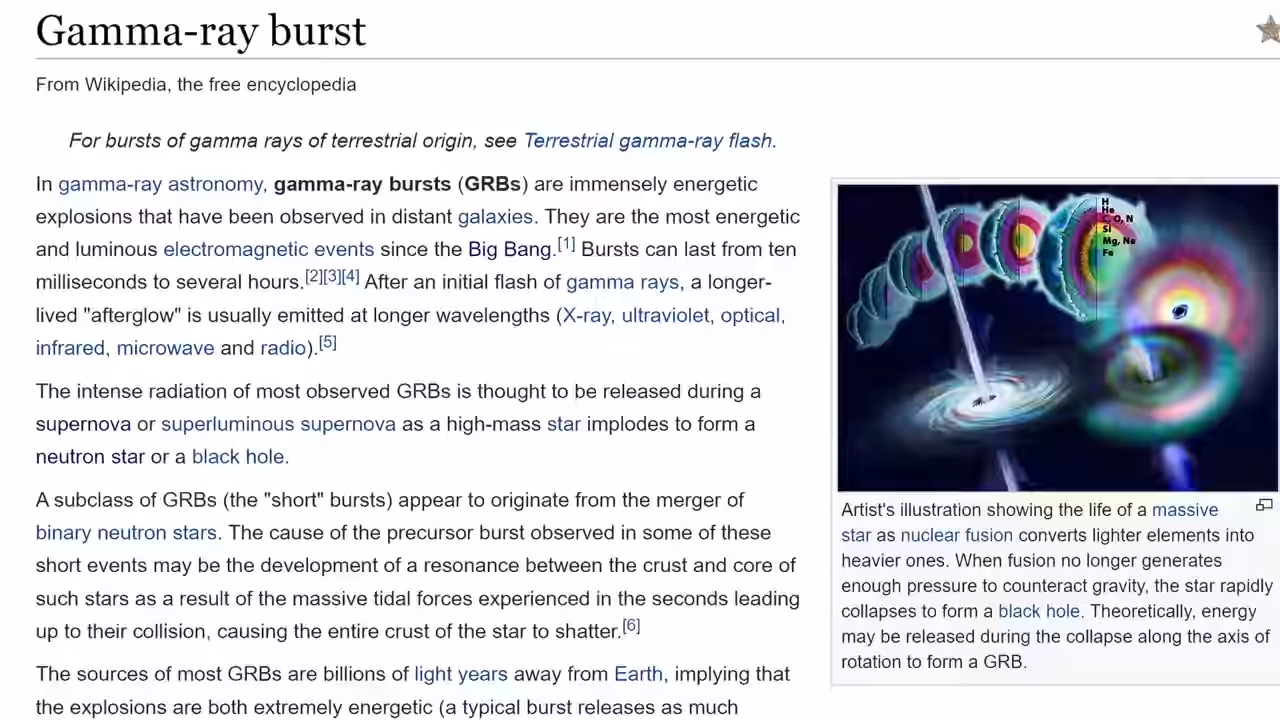 Gamma-ray burst
From Wikipedia, the free encyclopedia
For bursts of gamma rays of terrestrial origin, see Terrestrial gamma-ray flash.
In gamma-ray astronomy, gamma-ray bursts (GRBs) are immensely energetic
explosions that have been observed in distant galaxies. They are the most energetic
and luminous electromagnetic events since the Big Bang.[1] Bursts can last from ten
milliseconds to several hours.[2][3][4] After an initial flash of gamma rays, a longer-
lived "afterglow" is usually emitted at longer wavelengths (X-ray, ultraviolet, optical,
infrared, microwave and radio).[5]
The intense radiation of most observed GRBs is thought to be released during a
supernova or superluminous supernova as a high-mass star implodes to form a
neutron star or a black hole.
A subclass of GRBs (the "short" bursts) appear to originate from the merger of
binary neutron stars. The cause of the precursor burst observed in some of these
short events may be the development of a resonance between the crust and core of
such stars as a result of the massive tidal forces experienced in the seconds leading
up to their collision, causing the entire crust of the star to shatter.[6]
The sources of most GRBs are billions of light years away from Earth, implying that
the explosions are both extremely energetic (a typical burst releases as much
H
He
C, O, N
Si
Mg, Ne
Fe
Artist's illustration showing the life of a massive
star as nuclear fusion converts lighter elements into
heavier ones. When fusion no longer generates
enough pressure to counteract gravity, the star rapidly
collapses to form a black hole. Theoretically, energy
may be released during the collapse along the axis of
rotation to form a GRB.